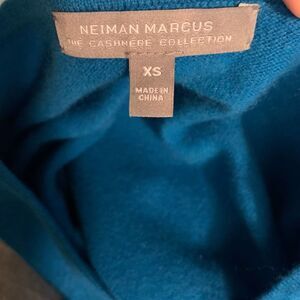 NEIMAN MARCUS
THE CASHMERE COLLECTION
XS
MADE IN
CHINA